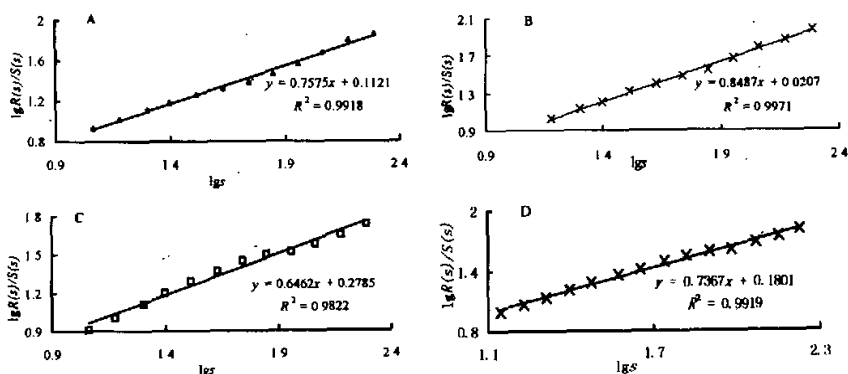 A
2
1.6
1.2
0.8
lgR(s)/S(s)
y = 0.7575x + 0.1121
R² = 0.9918
0.9
1 4
1.9
2 4
lgs
B
2.1
1.7
1.3
0.9
lgR(s)/S(s)
y = 0.8487x + 0.0207
R² = 0.9971
0.9
1.4
1.9
2.4
lgs
C
1 8
1.5
1.2
0.9
lgR(s)/S(s)
y = 0.6462x + 0.2785
R² = 0 9822
0.9
1 4
1.9
2 4
lgs
D
2
1.4
0.8
lgR(s)/S(s)
y = 0.7367x + 0.1801
R² = 0.9919
1.1
1.7
2.3
lgs